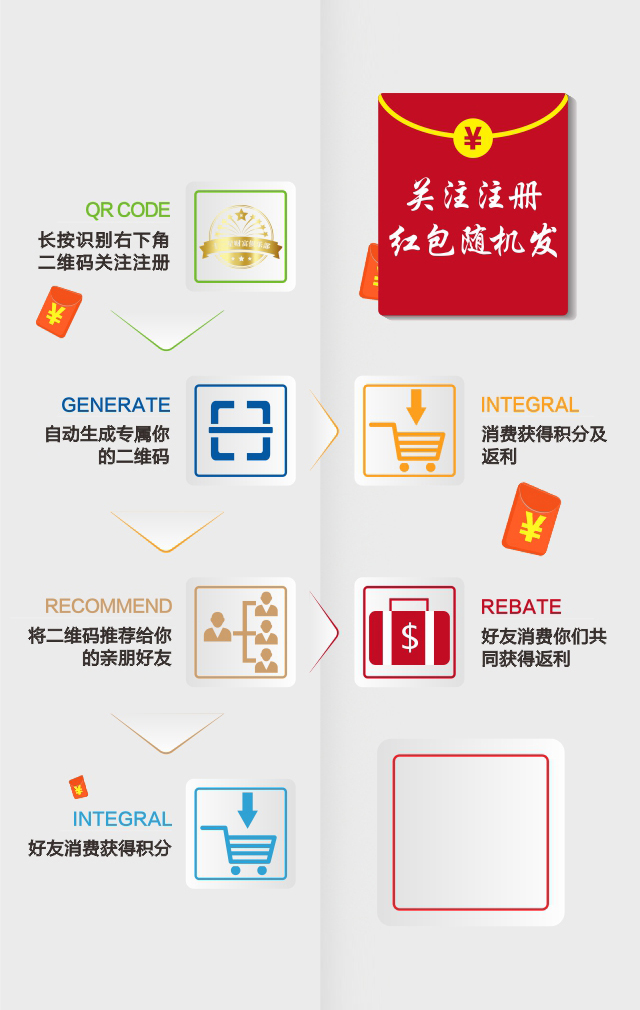 关注注册
红包随机发
QR CODE
长按识别右下角
二维码关注注册
GENERATE
自动生成专属你
的二维码
INTEGRAL
消费获得积分及
返利
RECOMMEND
将二维码推荐给你
的亲朋好友
REBATE
好友消费你们共
同获得返利
INTEGRAL
好友消费获得积分